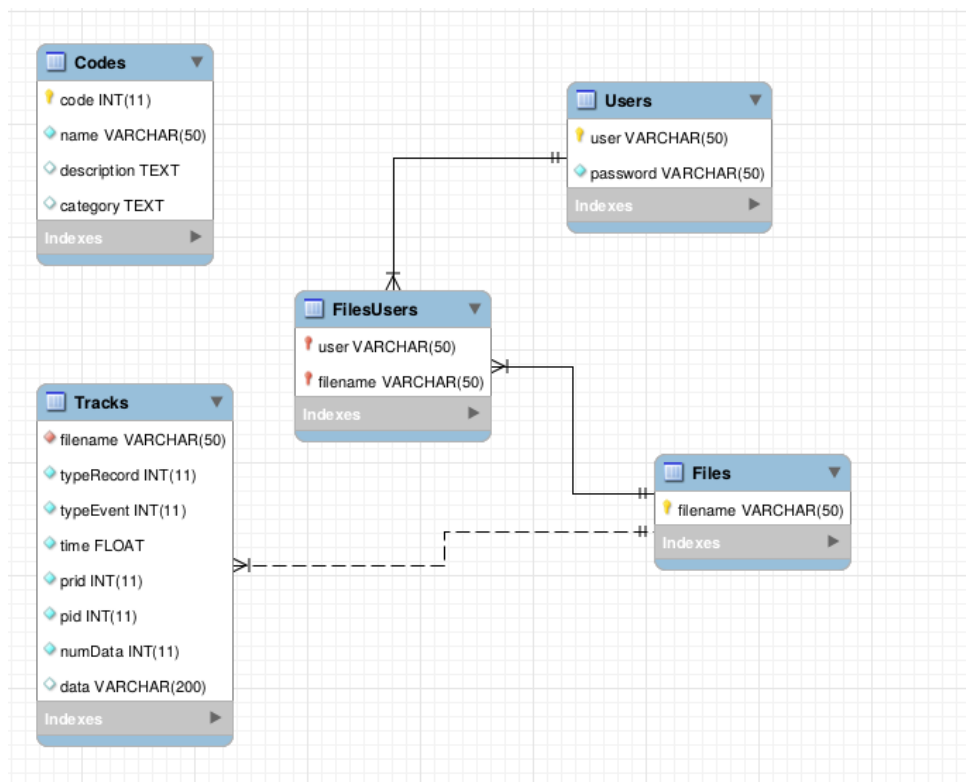 Codes
code INT(11)
name VARCHAR(50)
description TEXT
category TEXT
Indexes
Users
user VARCHAR(50)
password VARCHAR(50)
Indexes
FilesUsers
user VARCHAR(50)
filename VARCHAR(50)
Indexes
Tracks
filename VARCHAR(50)
typeRecord INT(11)
typeEvent INT(11)
time FLOAT
prid INT(11)
pid INT(11)
numData INT(11)
data VARCHAR(200)
Indexes
Files
filename VARCHAR(50)
Indexes